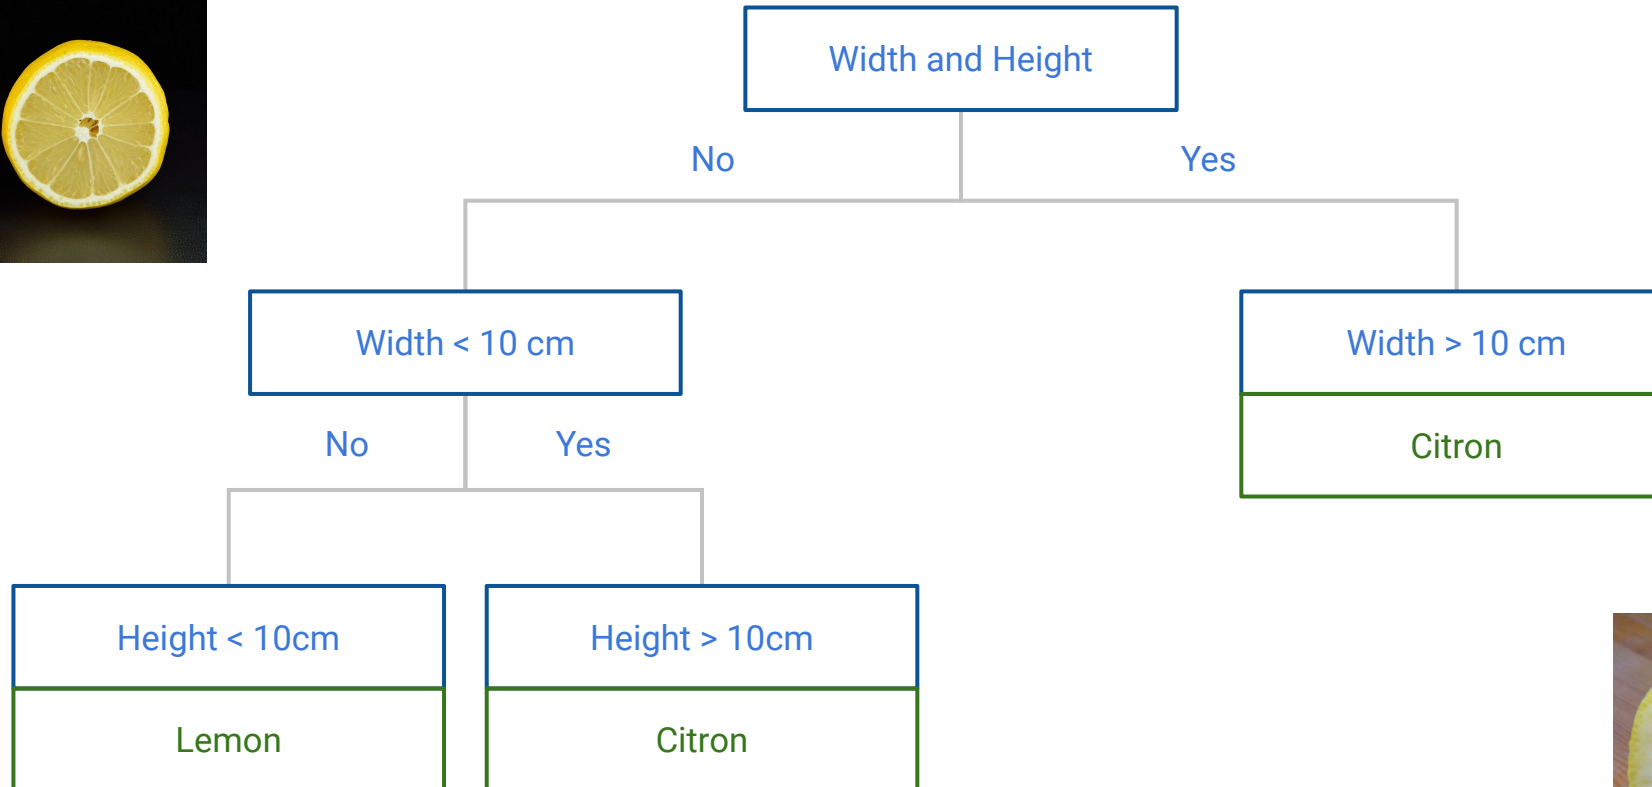 Width and Height
No
Yes
Width < 10 cm
Width > 10 cm
No
Yes
Citron
Height < 10cm
Height > 10cm
Lemon
Citron